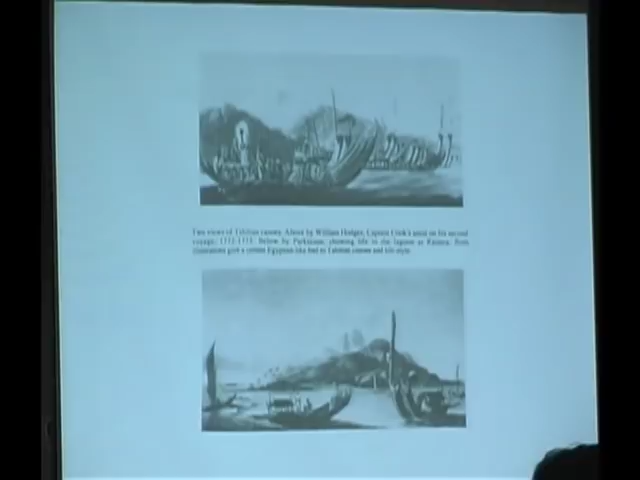 Two views of Tahitian canoes. Above by William Hodges, Captain Cook's artist on his second
voyage, 1772-1775. Below by Parkinson, showing life in the lagoon at Raiatea. Both
illustrations give a certain Egyptian-like feel to Tahitian canoes and life-style.